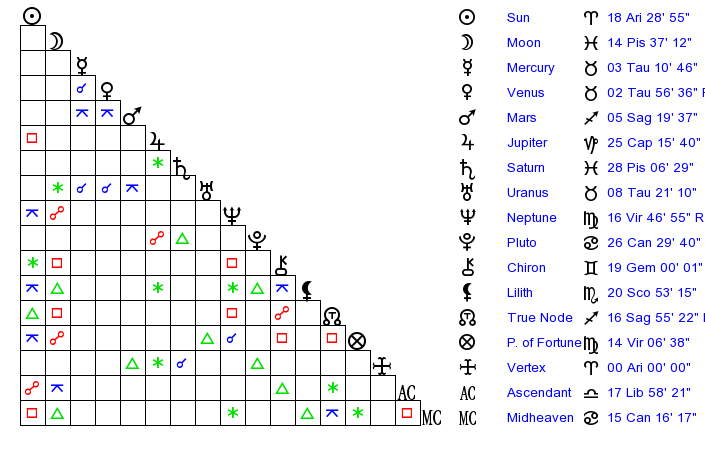 Sun 18 Ari 28' 55"
Moon 14 Pis 37' 12"
Mercury 03 Tau 10' 46"
Venus 02 Tau 56' 36" R
Mars 05 Sag 19' 37"
Jupiter 25 Cap 15' 40"
Saturn 28 Pis 06' 29"
Uranus 08 Tau 21' 10"
Neptune 16 Vir 46' 55" R
Pluto 26 Can 29' 40"
Chiron 19 Gem 00' 01"
Lilith 20 Sco 53' 15"
True Node 16 Sag 55' 22"
P. of Fortune 14 Vir 06' 38"
Vertex 00 Ari 00' 00"
AC AC Ascendant 17 Lib 58' 21"
MC MC Midheaven 15 Can 16' 17"